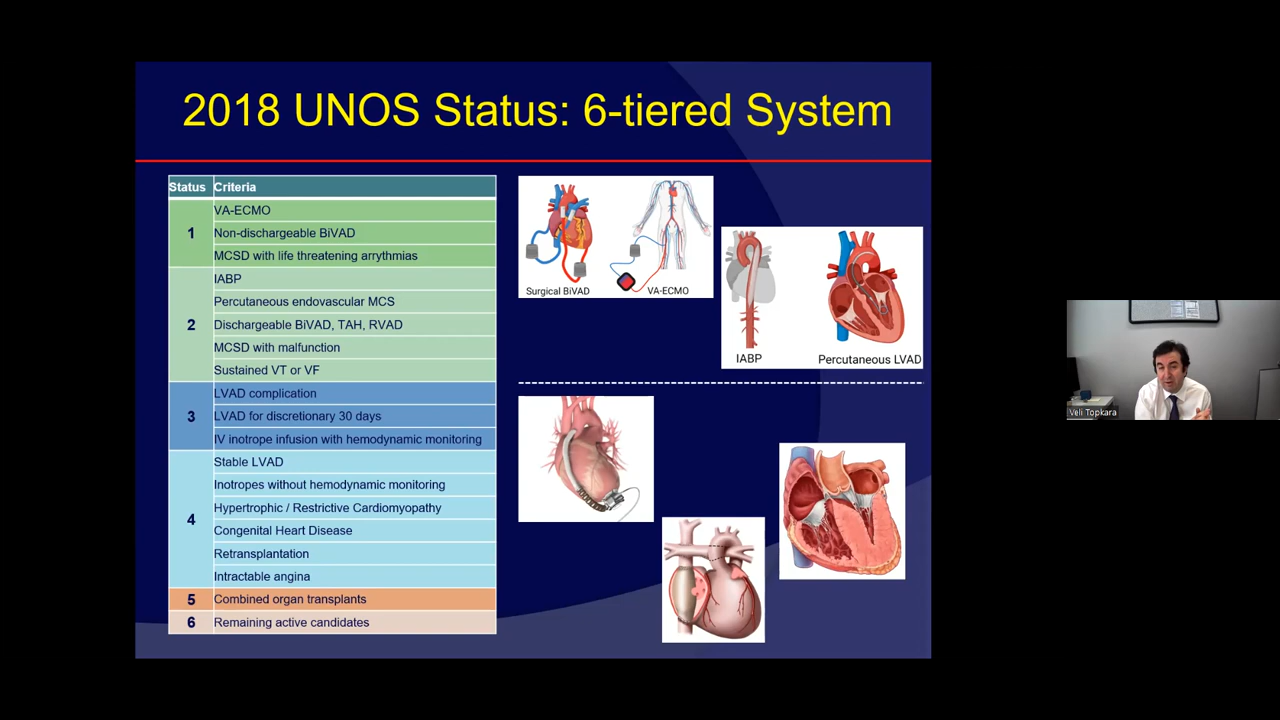 2018 UNOS Status: 6-tiered System
Status Criteria
1
VA-ECMO
Non-dischargeable BiVAD
MCSD with life threatening arrythmias
2
IABP
Percutaneous endovascular MCS
Dischargeable BiVAD, TAH, RVAD
MCSD with malfunction
Sustained VT or VF
3
LVAD complication
LVAD for discretionary 30 days
IV inotrope infusion with hemodynamic monitoring
4
Stable LVAD
Inotropes without hemodynamic monitoring
Hypertrophic / Restrictive Cardiomyopathy
Congenital Heart Disease
Retransplantation
Intractable angina
5 Combined organ transplants
6 Remaining active candidates
Surgical BiVAD
VA-ECMO
IABP
Percutaneous LVAD
Veli Topkara